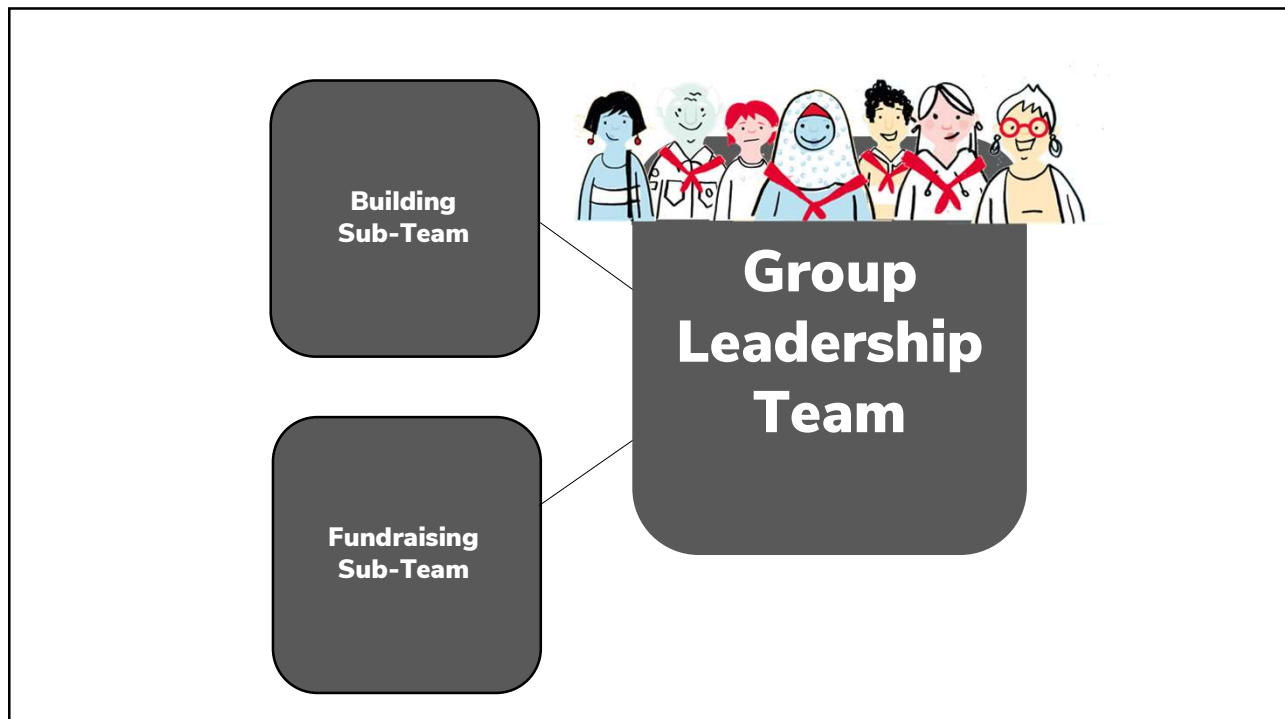 Building
Sub-Team
Group
Leadership
Team
Fundraising
Sub-Team